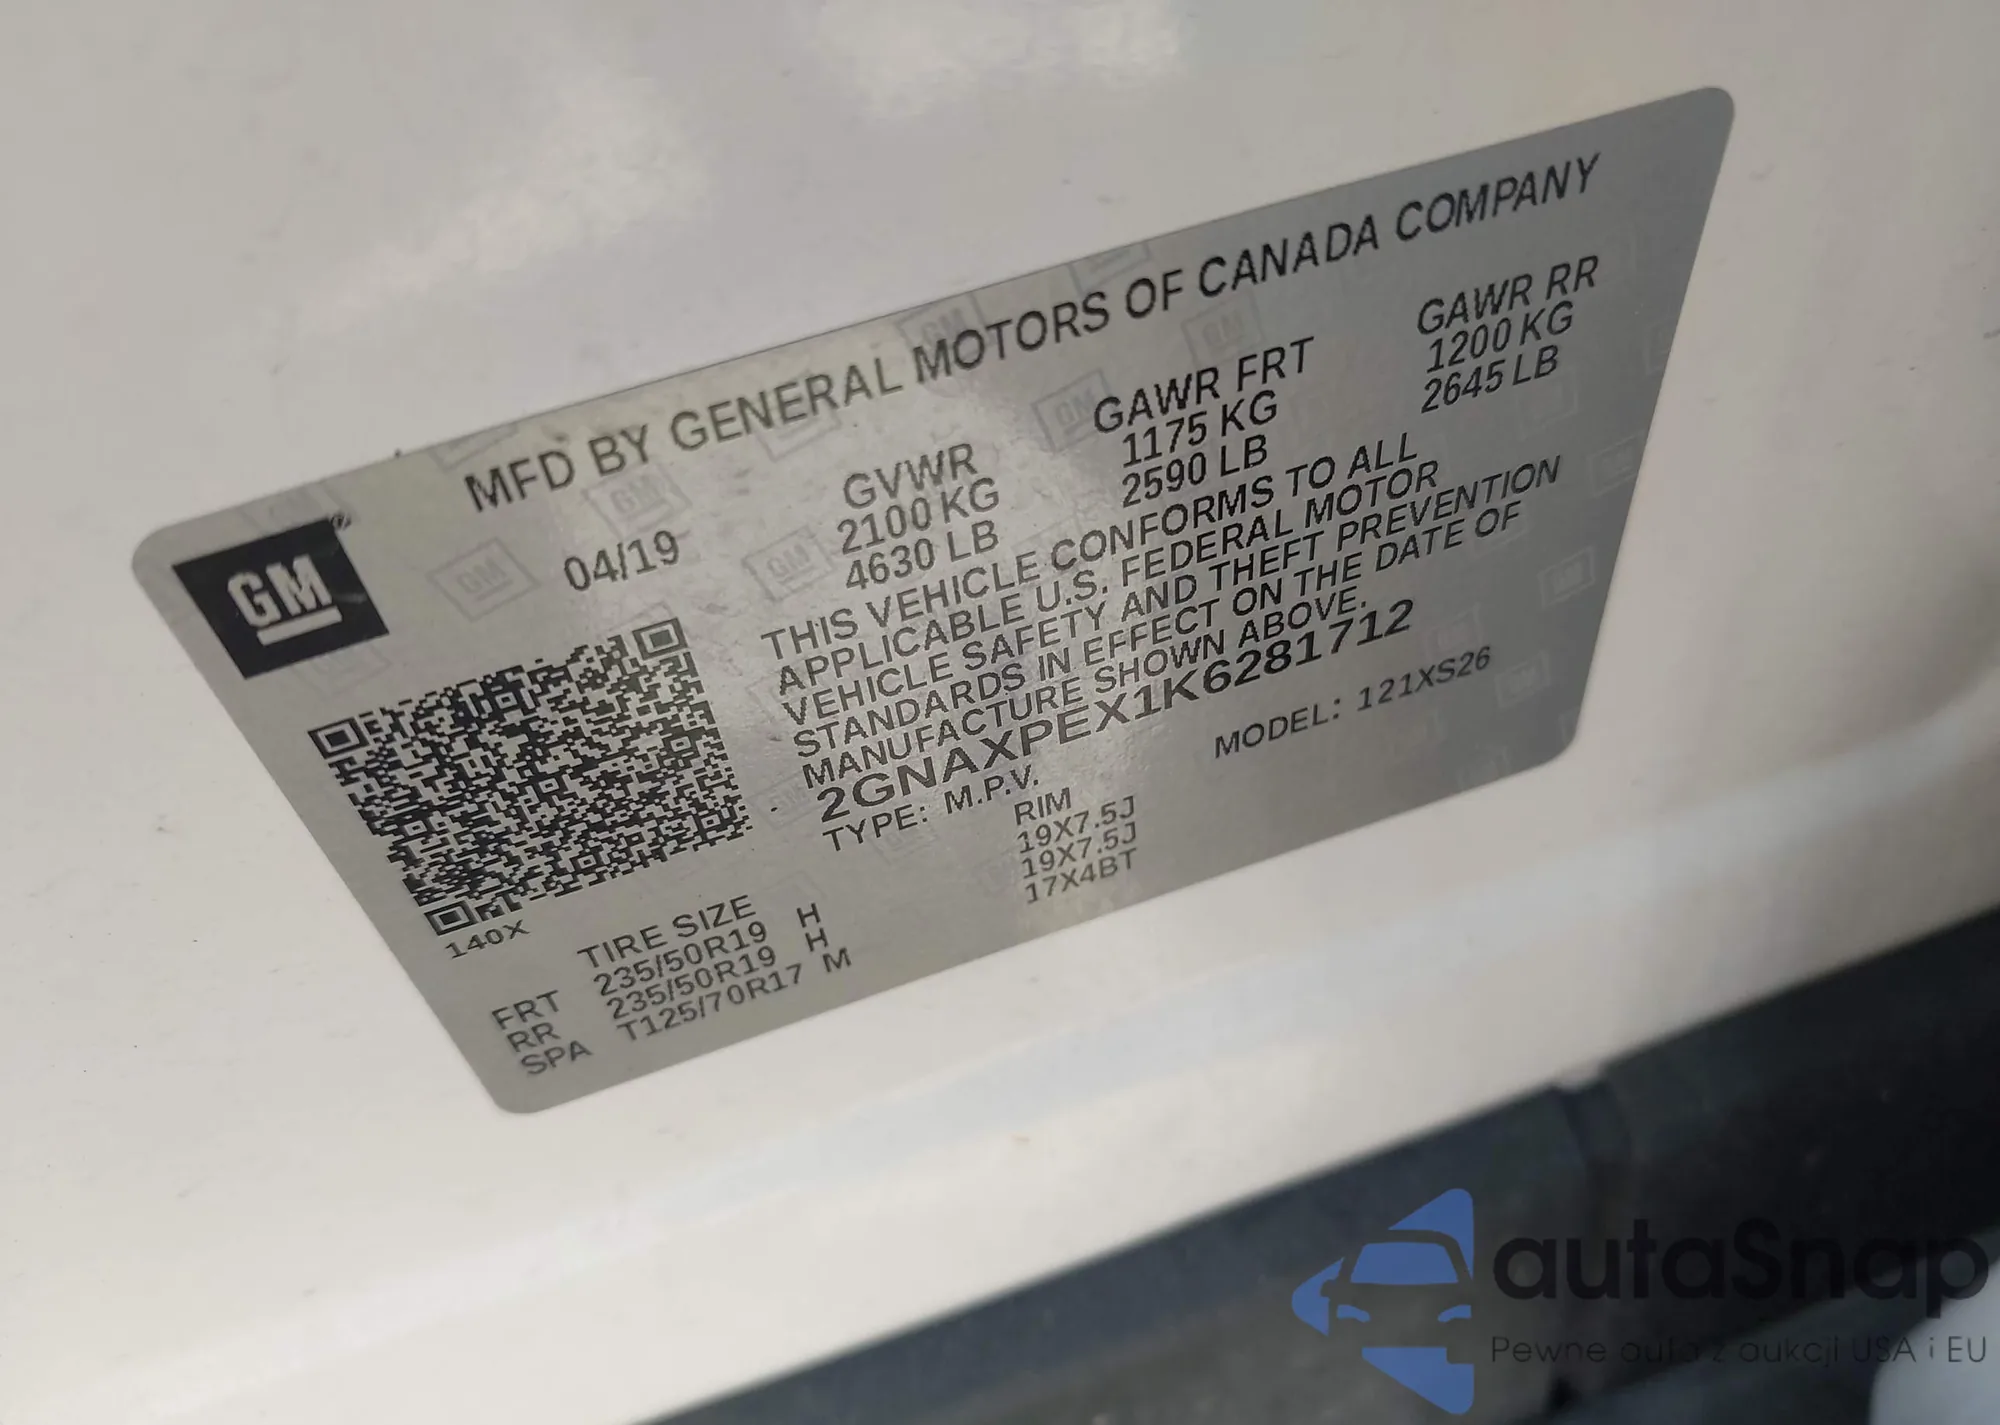 MFD BY GENERAL MOTORS OF CANADA COMPANY
GM®
04/19
GVWR GAWR FRT GAWR RR
2100 KG 1175 KG 1200 KG
4630 LB 2590 LB 2645 LB
THIS VEHICLE CONFORMS TO ALL
APPLICABLE U.S. FEDERAL MOTOR
VEHICLE SAFETY AND THEFT PREVENTION
STANDARDS IN EFFECT ON THE DATE OF
MANUFACTURE SHOWN ABOVE.
2GNAXPEX1K6281712
TYPE: M.P.V. MODEL: 121XS26
140X
TIRE SIZE RIM
FRT 235/50R19 H 19X7.5J
RR 235/50R19 H 19X7.5J
SPA T125/70R17 M 17X4BT
autaSnap
Pewne auta z aukcji USA i EU